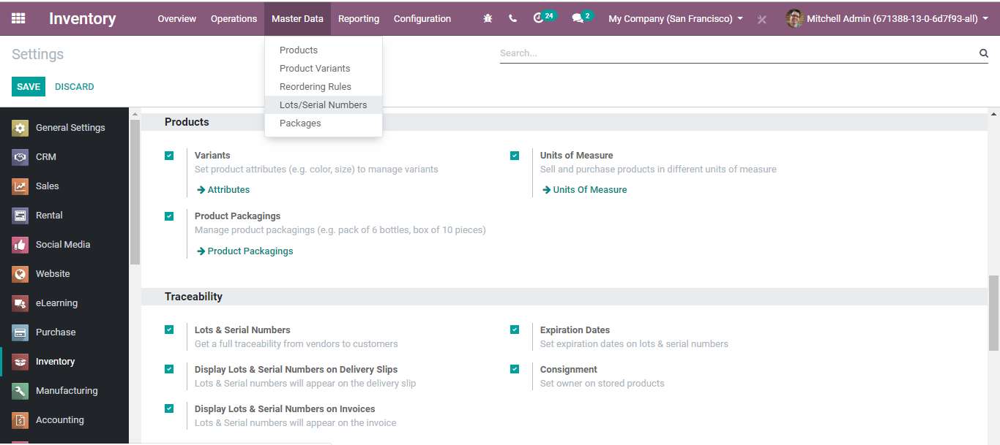 Inventory Overview Operations Master Data Reporting Configuration 24 2 My Company (San Francisco) Mitchell Admin (671388-13-0-6d7f93-all)
Settings
Search...
SAVE DISCARD
Products
Product Variants
Reordering Rules
Lots/Serial Numbers
Packages
General Settings
CRM
Sales
Rental
Social Media
Website
eLearning
Purchase
Inventory
Manufacturing
Accounting
Products
Variants
Set product attributes (e.g. color, size) to manage variants
Attributes
Units of Measure
Sell and purchase products in different units of measure
Units Of Measure
Product Packagings
Manage product packagings (e.g. pack of 6 bottles, box of 10 pieces)
Product Packagings
Traceability
Lots & Serial Numbers
Get a full traceability from vendors to customers
Expiration Dates
Set expiration dates on lots & serial numbers
Display Lots & Serial Numbers on Delivery Slips
Lots & Serial numbers will appear on the delivery slip
Consignment
Set owner on stored products
Display Lots & Serial Numbers on Invoices
Lots & Serial numbers will appear on the invoice